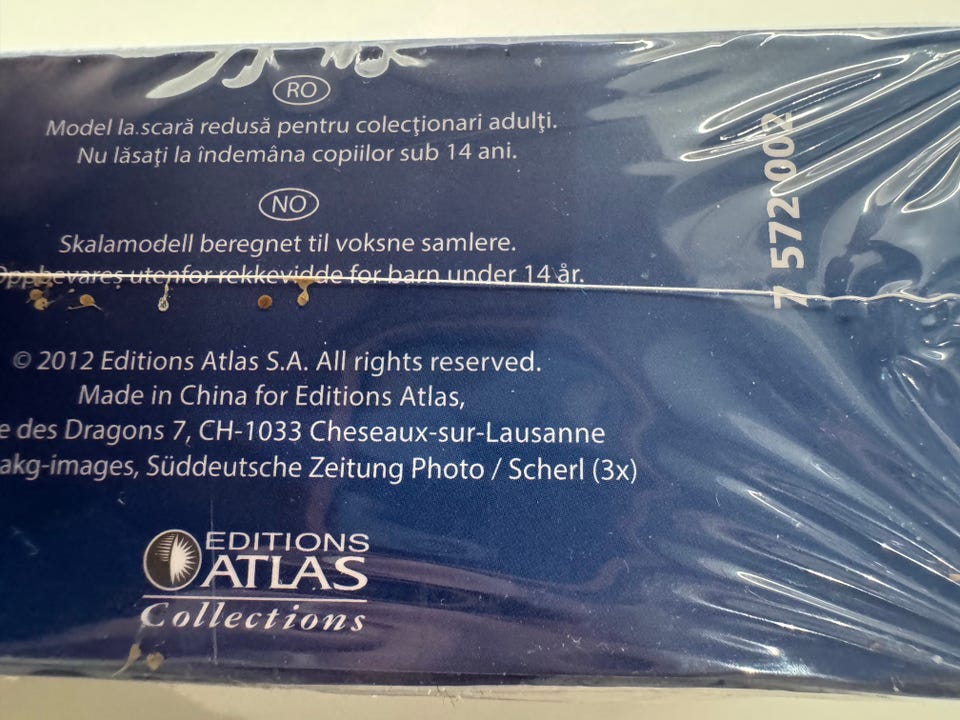 RO
Model la scară redusă pentru colecţionari adulţi.
Nu lăsaţi la îndemâna copiilor sub 14 ani.
NO
Skalamodell beregnet til voksne samlere.
Oppbevares utenfor rekkevidde for barn under 14 år.
© 2012 Editions Atlas S.A. All rights reserved.
Made in China for Editions Atlas,
des Dragons 7, CH-1033 Cheseaux-sur-Lausanne
akg-images, Süddeutsche Zeitung Photo / Scherl (3x)
EDITIONS
ATLAS
Collections
7 572 002